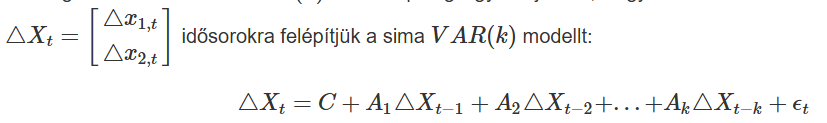 △X_t = [△x_{1,t} △x_{2,t}] idősorokra felépítjük a sima VAR(k) modellt:
△X_t = C + A_1△X_{t−1} + A_2△X_{t−2}+...+A_k△X_{t−k} + ϵ_t